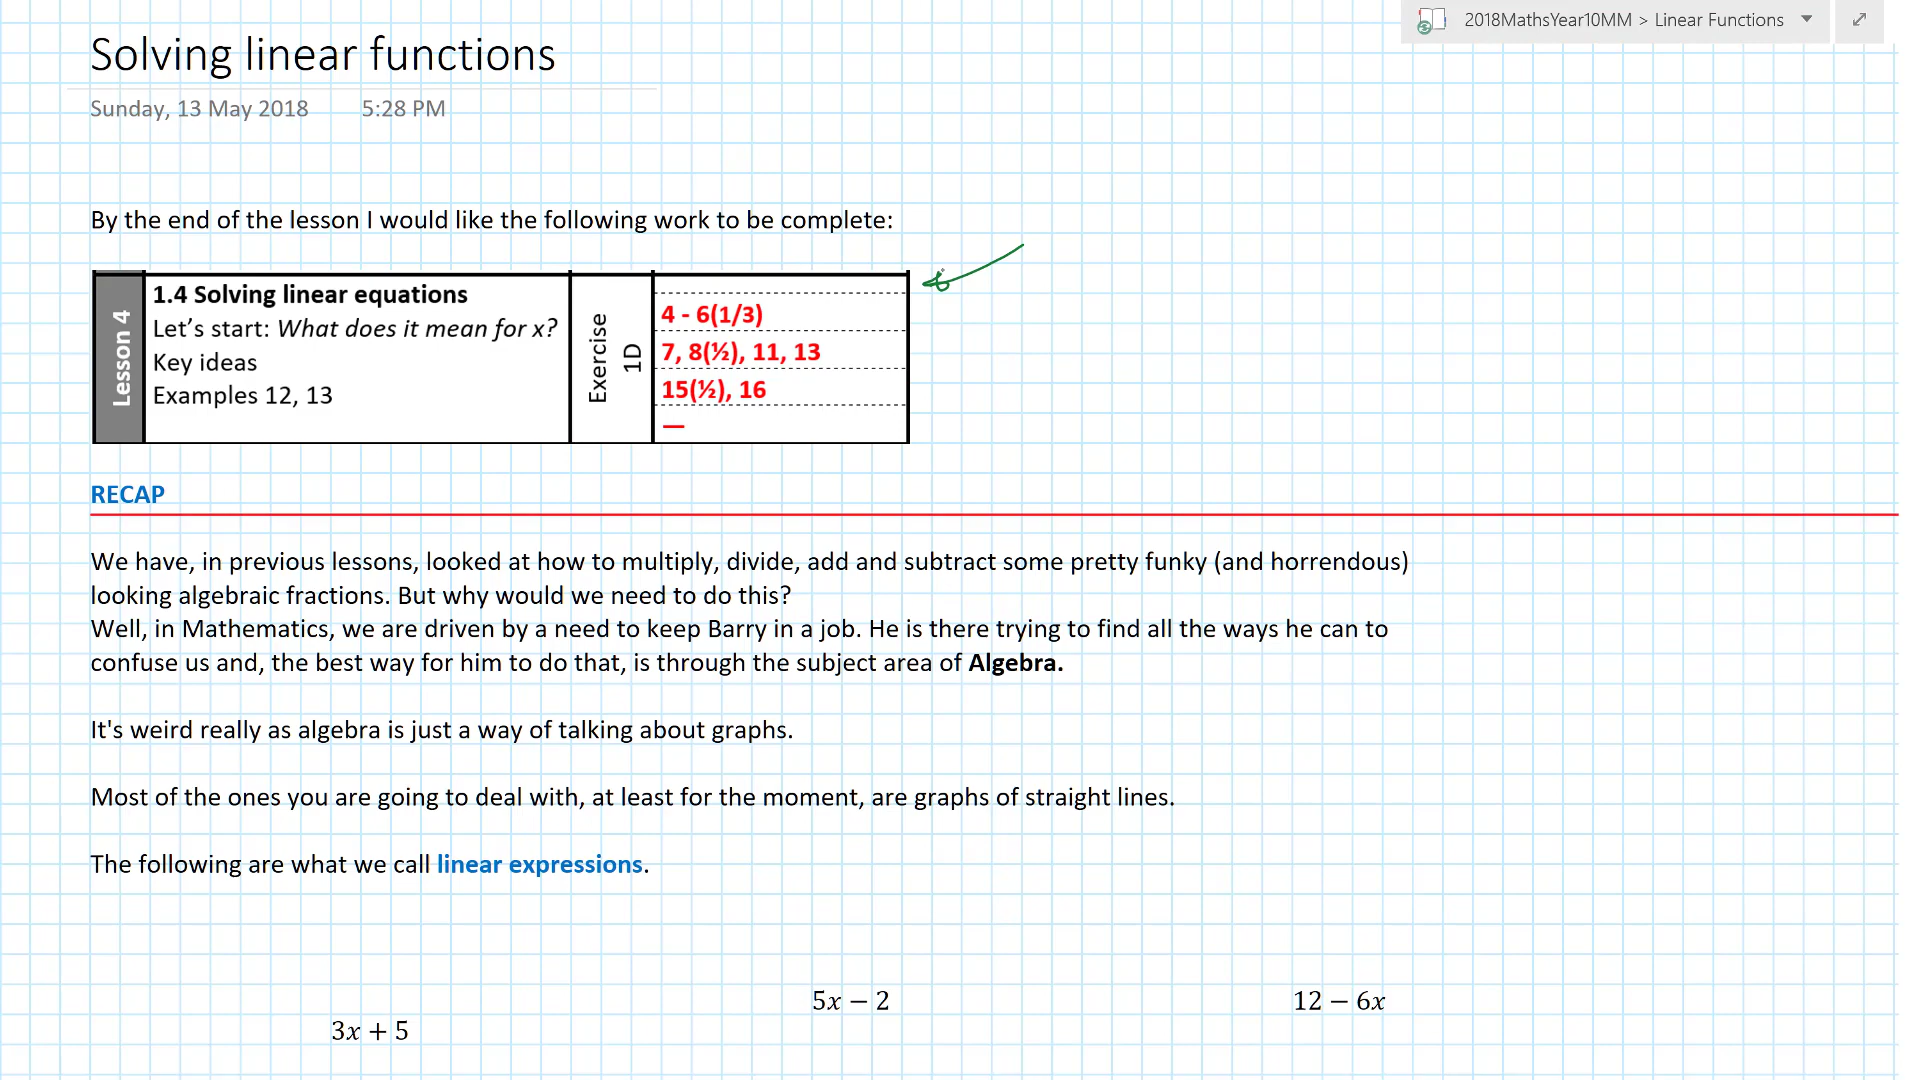 2018MathsYear10MM > Linear Functions
Solving linear functions
Sunday, 13 May 2018 5:28 PM
By the end of the lesson I would like the following work to be complete:
Lesson 4
1.4 Solving linear equations
Let’s start: What does it mean for x?
Key ideas
Examples 12, 13
Exercise
1D
4 - 6(1/3)
7, 8(½), 11, 13
15(½), 16
—
RECAP
We have, in previous lessons, looked at how to multiply, divide, add and subtract some pretty funky (and horrendous)
looking algebraic fractions. But why would we need to do this?
Well, in Mathematics, we are driven by a need to keep Barry in a job. He is there trying to find all the ways he can to
confuse us and, the best way for him to do that, is through the subject area of Algebra.
It's weird really as algebra is just a way of talking about graphs.
Most of the ones you are going to deal with, at least for the moment, are graphs of straight lines.
The following are what we call linear expressions.
3x + 5
5x − 2
12 − 6x